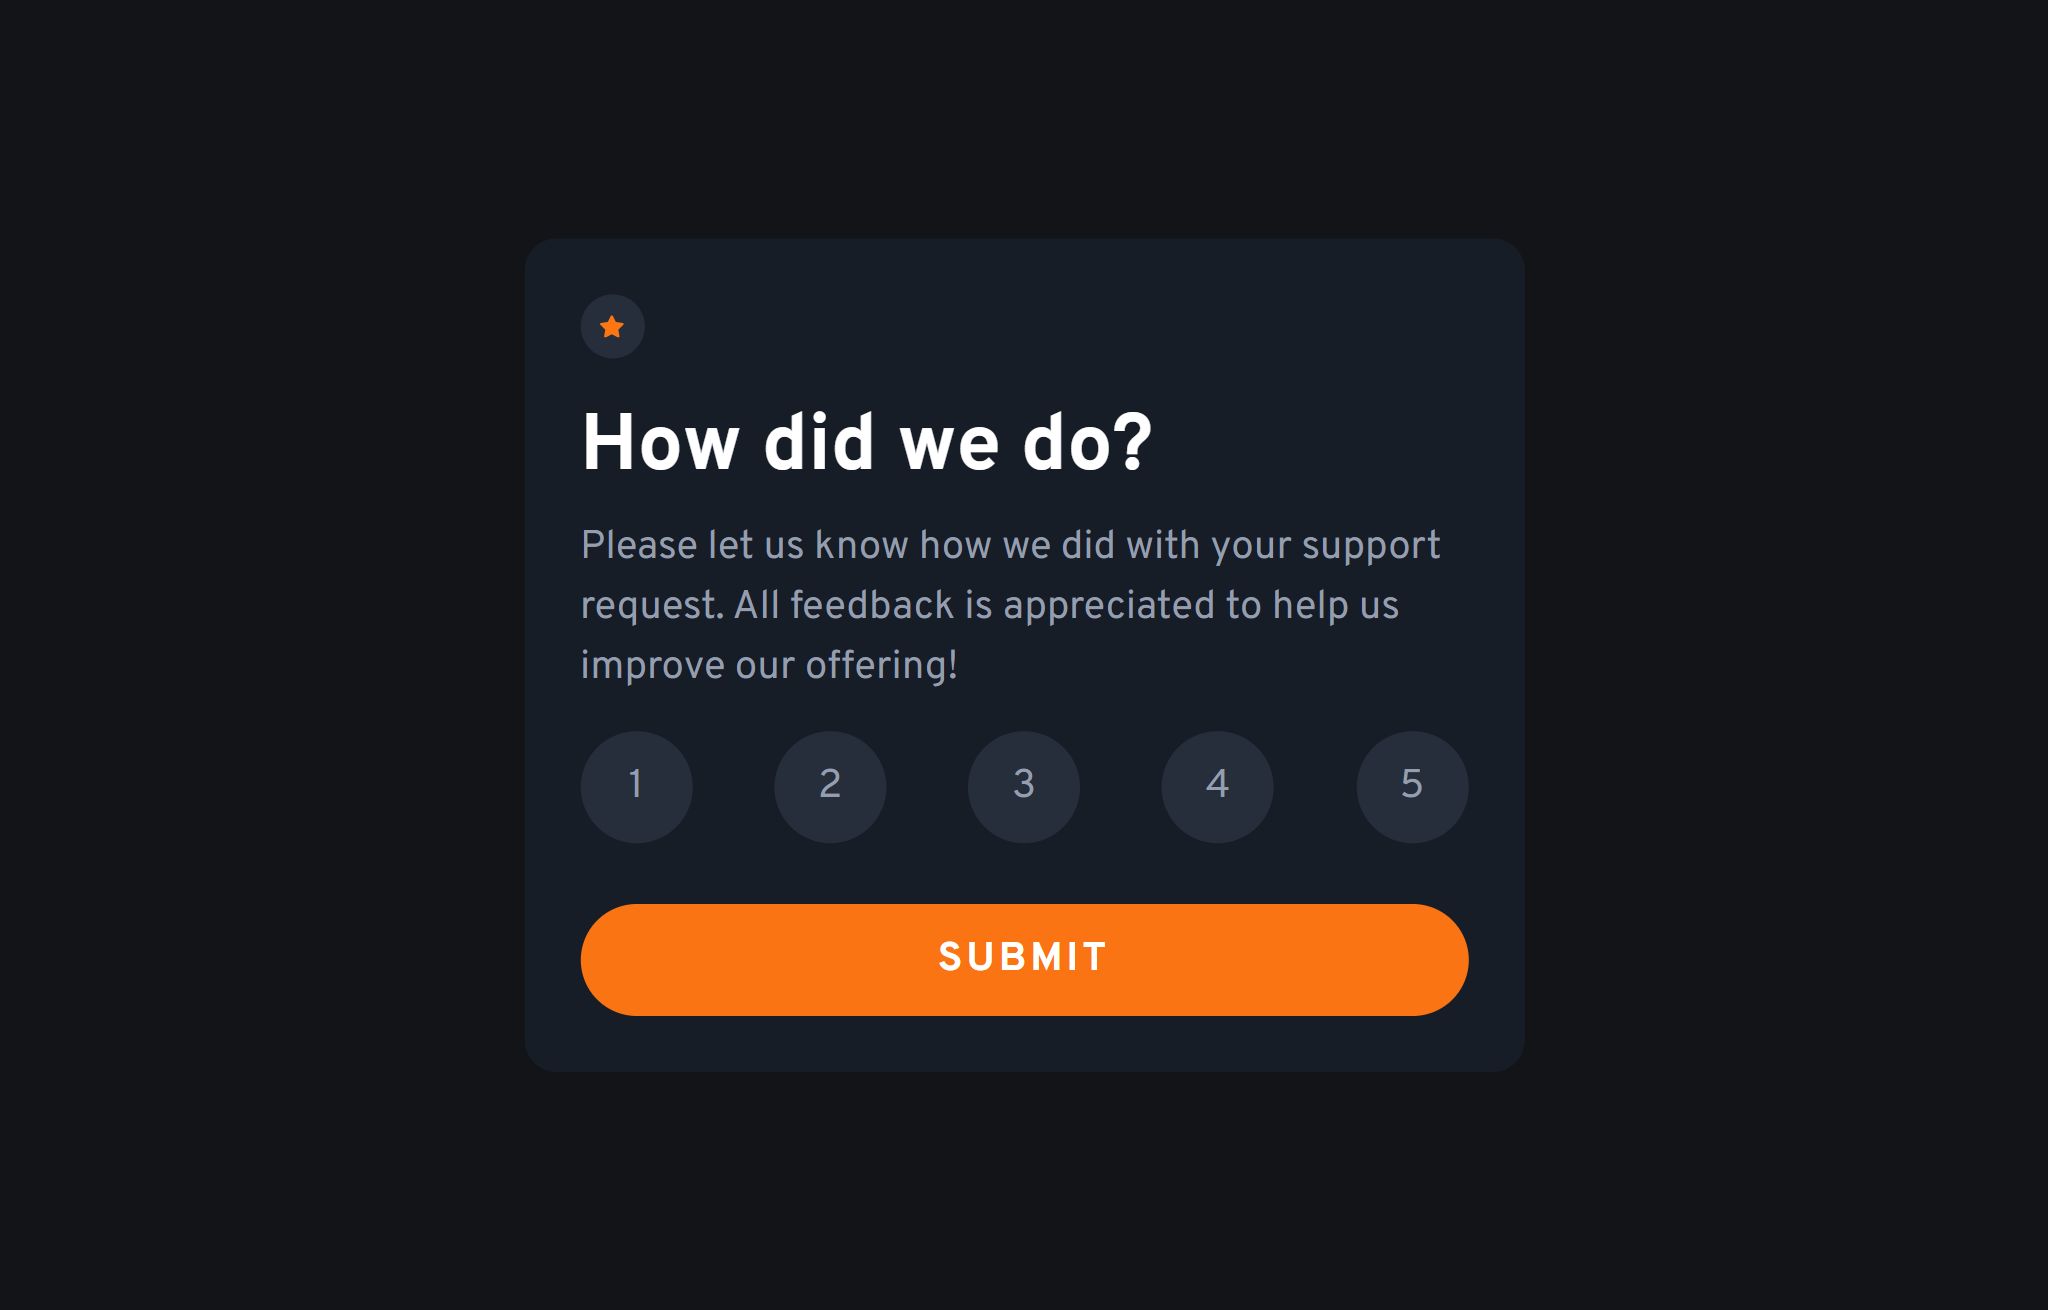 How did we do?
Please let us know how we did with your support
request. All feedback is appreciated to help us
improve our offering!
1 2 3 4 5
SUBMIT